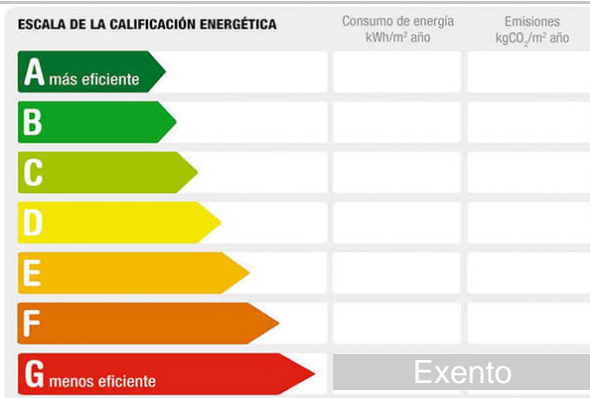 ESCALA DE LA CALIFICACIÓN ENERGÉTICA
Consumo de energía
kWh/m² año
Emisiones
kgCO₂/m² año
A más eficiente
B
C
D
E
F
G menos eficiente
Exento